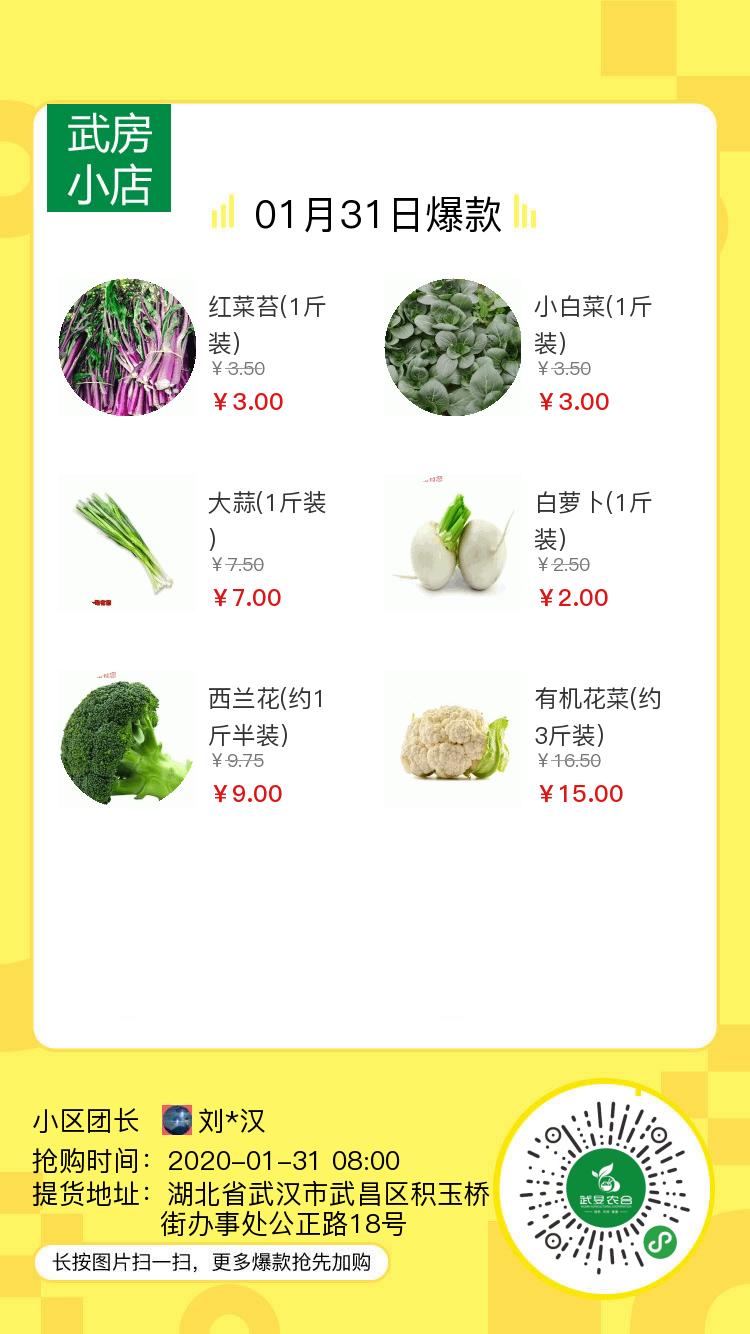 武房
小店
01月31日爆款
红菜苔(1斤
装)
￥3.50
￥3.00
小白菜(1斤
装)
￥3.50
￥3.00
大蒜(1斤装
)
￥7.50
￥7.00
白萝卜(1斤
装)
￥2.50
￥2.00
西兰花(约1
斤半装)
￥9.75
￥9.00
有机花菜(约
3斤装)
￥16.50
￥15.00
小区团长 刘*汉
抢购时间：2020-01-31 08:00
提货地址：湖北省武汉市武昌区积玉桥
街办事处公正路18号
长按图片扫一扫，更多爆款抢先加购